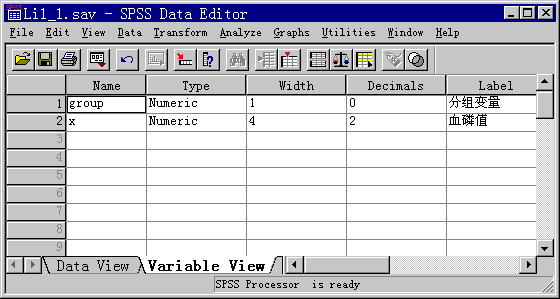 Li1_1.sav - SPSS Data Editor
File Edit View Data Transform Analyze Graphs Utilities Window Help
Name Type Width Decimals Label
1 group Numeric 1 0 分组变量
2 x Numeric 4 2 血磷值
3
4
5
6
7
8
9
Data View Variable View
SPSS Processor is ready